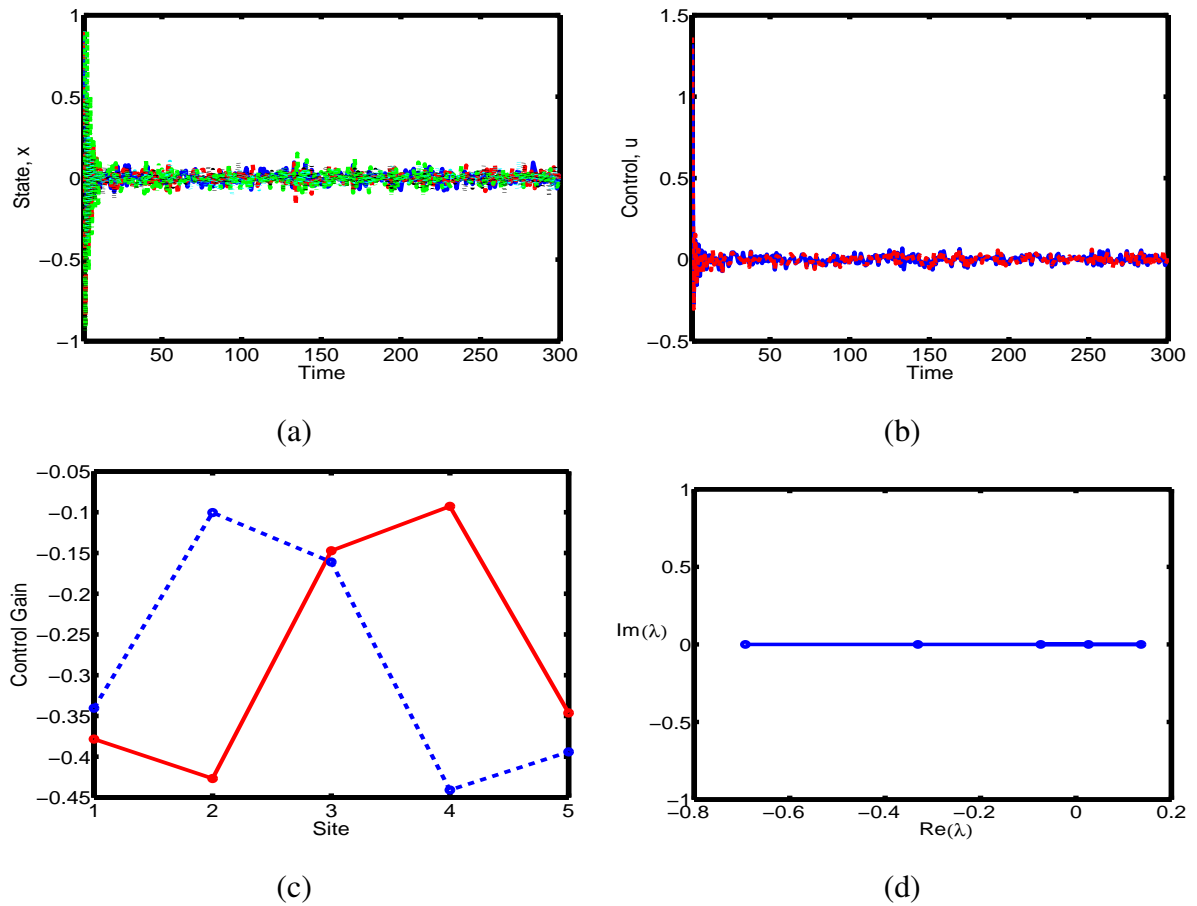 1
0.5
0
−0.5
−1
State, x
50 100 150 200 250 300
Time
(a)
1.5
1
0.5
0
−0.5
Control, u
50 100 150 200 250 300
Time
(b)
−0.05
−0.1
−0.15
−0.2
−0.25
−0.3
−0.35
−0.4
−0.45
Control Gain
1 2 3 4 5
Site
(c)
1
0.5
0
−0.5
−1
Im(λ)
−0.8 −0.6 −0.4 −0.2 0 0.2
Re(λ)
(d)